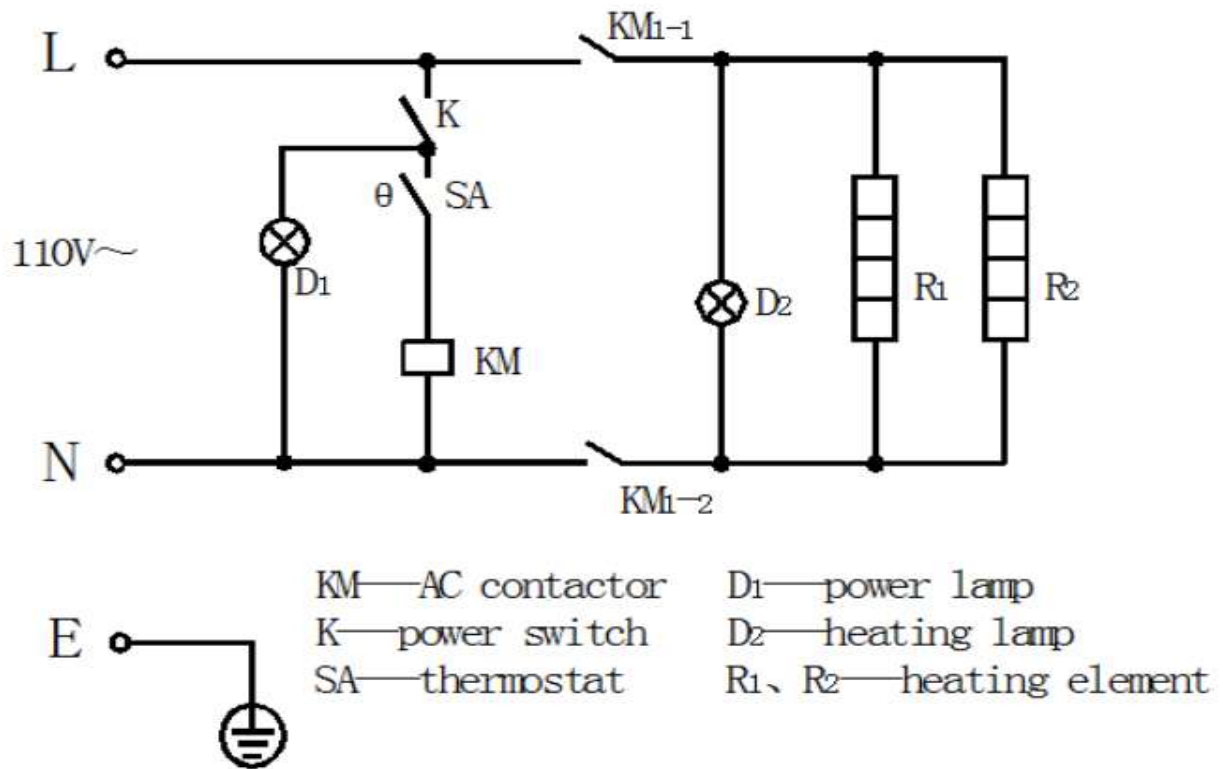 L
KM1-1
K
θ SA
110V～
D1
D2
R1
R2
KM
N
KM1-2
KM——AC contactor D1——power lamp
E
K——power switch D2——heating lamp
SA——thermostat R1、R2——heating element